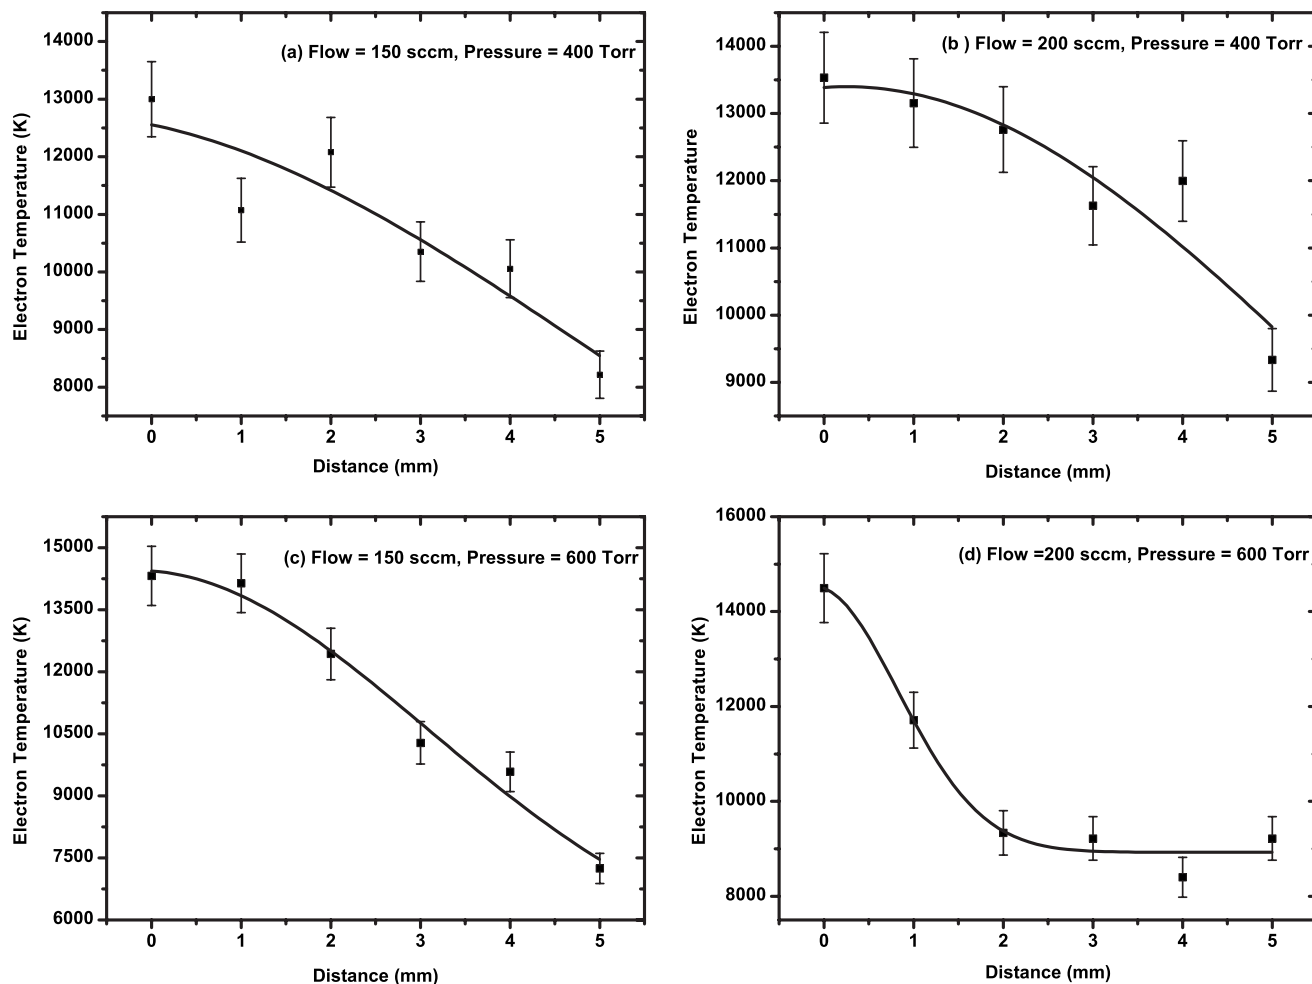 (a) Flow = 150 sccm, Pressure = 400 Torr
Electron Temperature (K)
14000
13000
12000
11000
10000
9000
8000
0 1 2 3 4 5
Distance (mm)
(b ) Flow = 200 sccm, Pressure = 400 Torr
Electron Temperature
14000
13000
12000
11000
10000
9000
0 1 2 3 4 5
Distance (mm)
(c) Flow = 150 sccm, Pressure = 600 Torr
Electron Temperature (K)
15000
13500
12000
10500
9000
7500
6000
0 1 2 3 4 5
Distance (mm)
(d) Flow =200 sccm, Pressure = 600 Torr
Electron Temperature (K)
16000
14000
12000
10000
8000
0 1 2 3 4 5
Distance (mm)